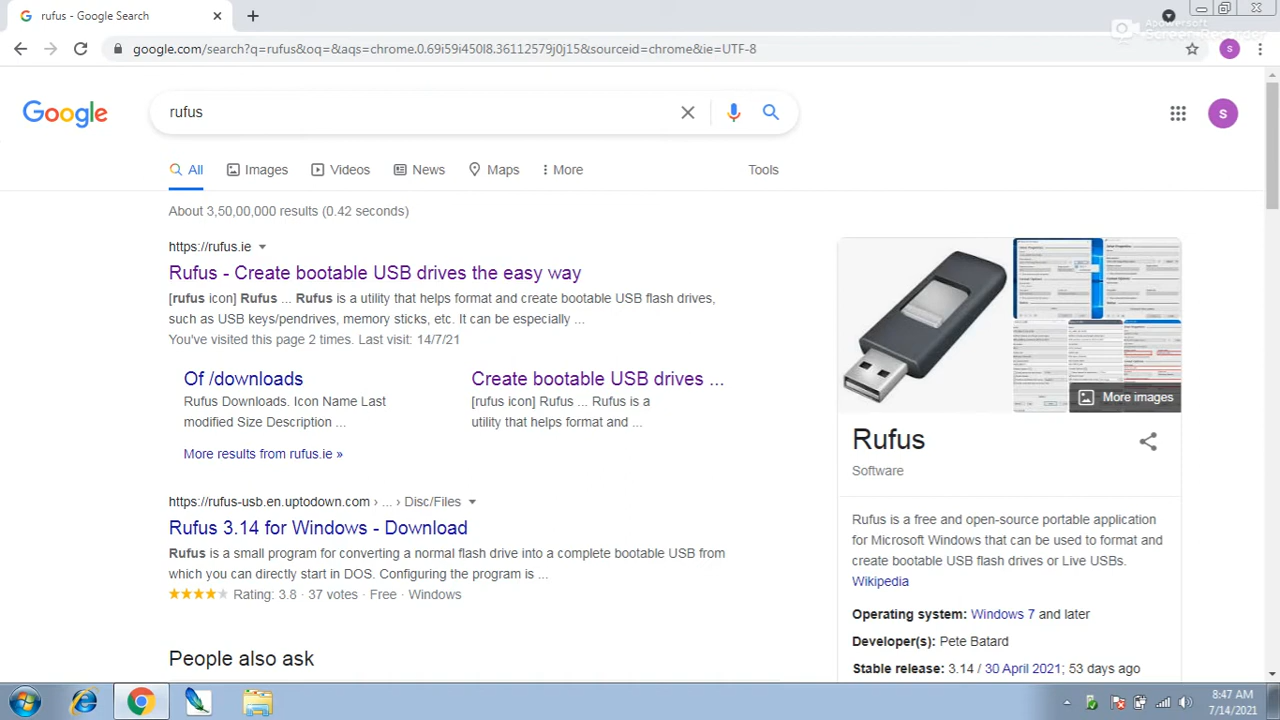 rufus - Google Search
Apowersoft
Screen Recorder
google.com/search?q=rufus&oq=&aqs=chrome.0.69i59i450l8.36112579j0j15&sourceid=chrome&ie=UTF-8
s
Google
rufus
s
All
Images
Videos
News
Maps
More
Tools
About 3,50,00,000 results (0.42 seconds)
https://rufus.ie
Rufus - Create bootable USB drives the easy way
[rufus icon] Rufus ... Rufus is a utility that helps format and create bootable USB flash drives,
such as USB keys/pendrives, memory can be especially ...
You've visited this page Last visit:
Of /downloads
Create bootable USB drives ...
Rufus Downloads. Icon Name Last
modified Size Description ...
[rufus icon] Rufus ... Rufus is a
utility that helps format and ...
More results from rufus.ie »
https://rufus-usb.en.uptodown.com › ... › Disc/Files
Rufus 3.14 for Windows - Download
Rufus is a small program for converting a normal flash drive into a complete bootable USB from
which you can directly start in DOS. Configuring the program is ...
Rating: 3.8 · 37 votes · Free · Windows
People also ask
More images
Rufus
Software
Rufus is a free and open-source portable application
for Microsoft Windows that can be used to format and
create bootable USB flash drives or Live USBs.
Wikipedia
Operating system: Windows 7 and later
Developer(s): Pete Batard
Stable release: 3.14 / 30 April 2021; 53 days ago
8:47 AM
7/14/2021